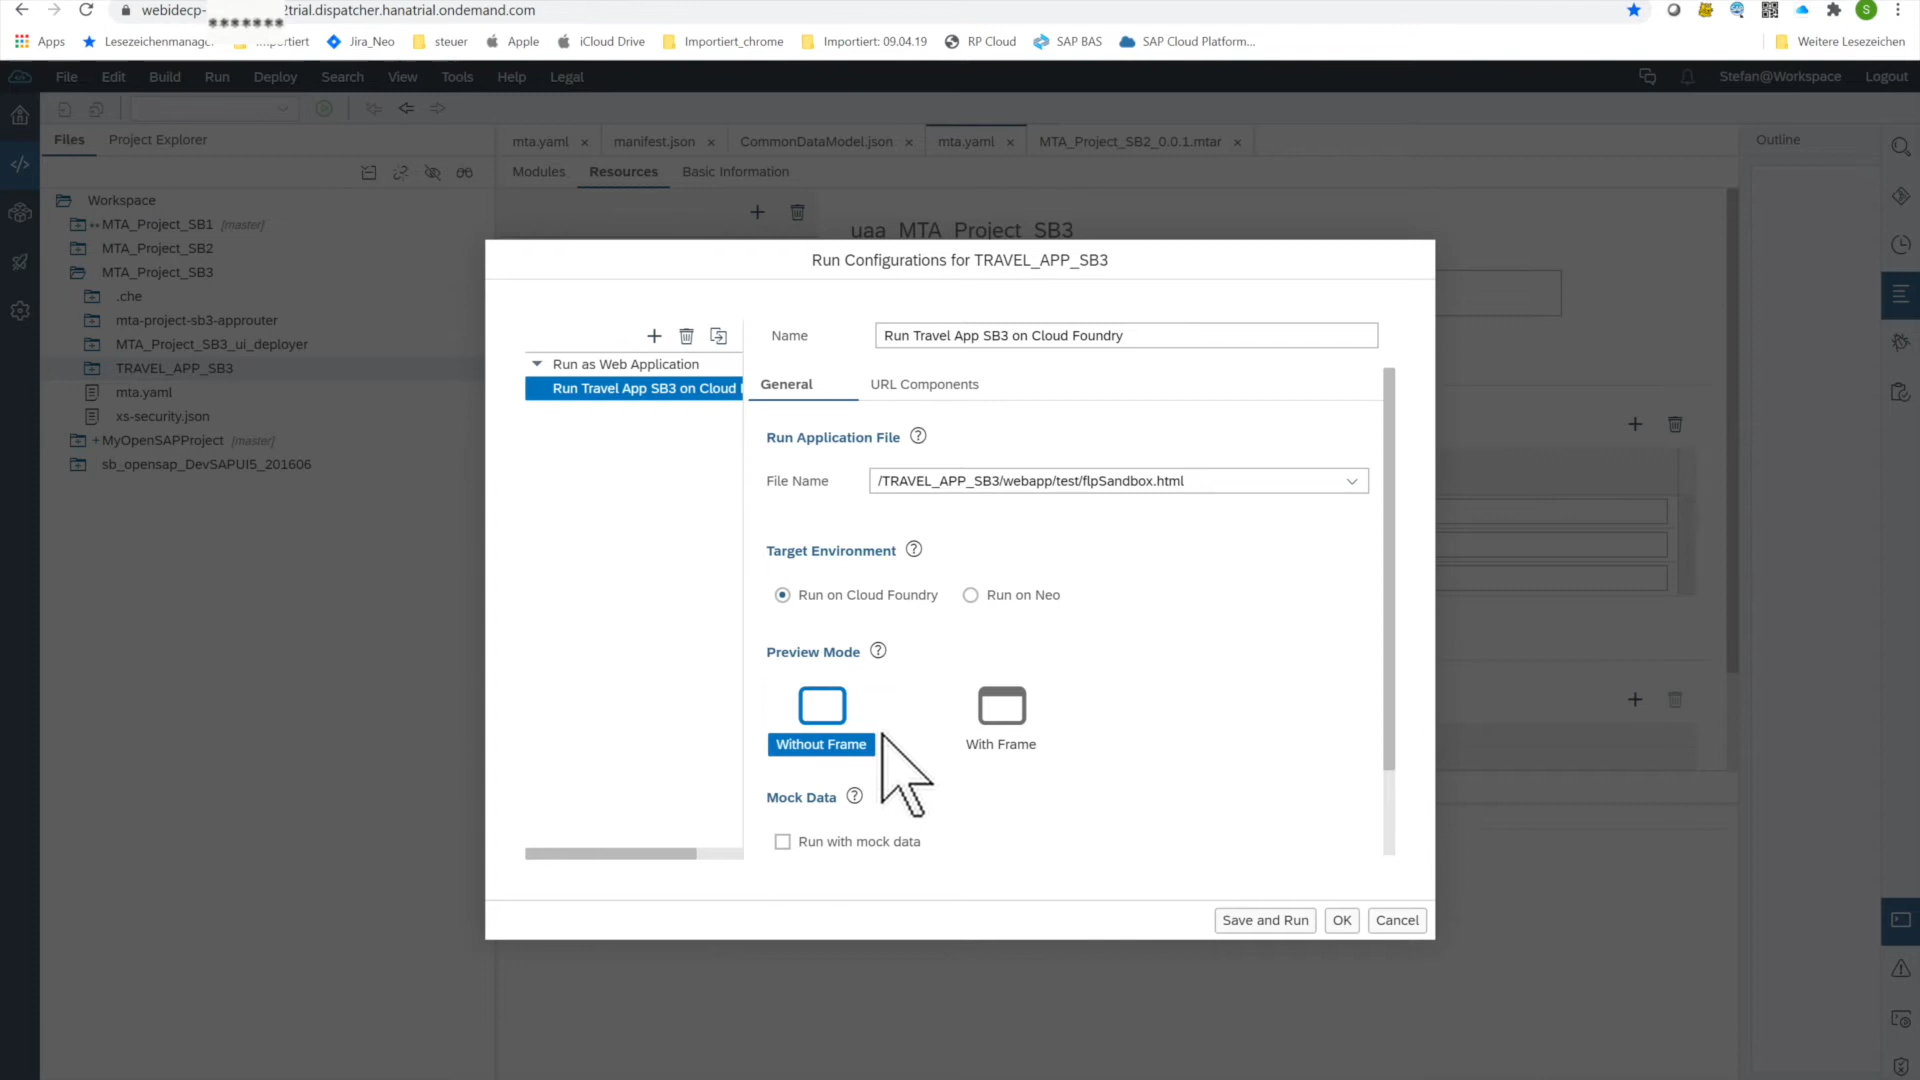 webidecp-*******2trial.dispatcher.hanatrial.ondemand.com
S
Apps Lesezeichenmanager Importiert Jira_Neo steuer Apple iCloud Drive Importiert_chrome Importiert: 09.04.19 RP Cloud SAP BAS SAP Cloud Platform... Weitere Lesezeichen
File Edit Build Run Deploy Search View Tools Help Legal Stefan@Workspace Logout
Files Project Explorer
mta.yaml × manifest.json × CommonDataModel.json × mta.yaml × MTA_Project_SB2_0.0.1.mtar ×
Outline
Modules Resources Basic Information
Workspace
MTA_Project_SB1 [master]
MTA_Project_SB2
MTA_Project_SB3
.che
mta-project-sb3-approuter
MTA_Project_SB3_ui_deployer
TRAVEL_APP_SB3
mta.yaml
xs-security.json
+ MyOpenSAPProject [master]
sb_opensap_DevSAPUI5_201606
uaa_MTA_Project_SB3
Run Configurations for TRAVEL_APP_SB3
Run as Web Application
Run Travel App SB3 on Cloud
Name Run Travel App SB3 on Cloud Foundry
General URL Components
Run Application File ?
File Name /TRAVEL_APP_SB3/webapp/test/flpSandbox.html
Target Environment ?
Run on Cloud Foundry Run on Neo
Preview Mode ?
Without Frame With Frame
Mock Data ?
Run with mock data
Save and Run OK Cancel